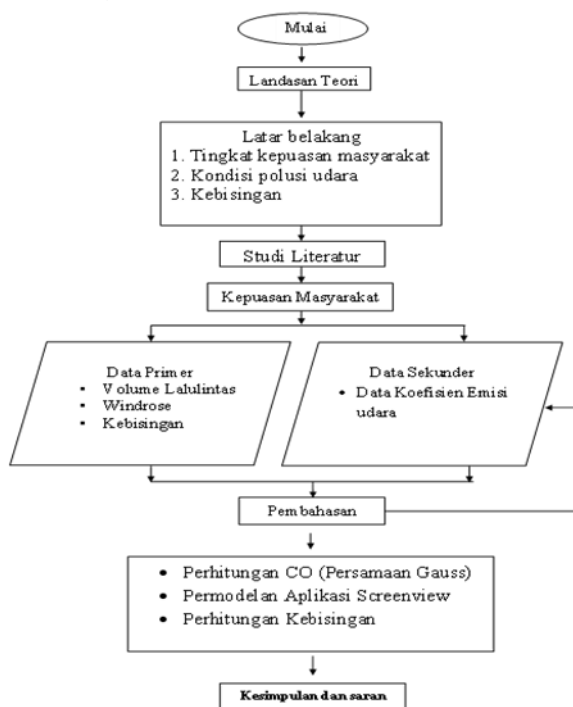 Mulai
Landasan Teori
Latar belakang
1. Tingkat kepuasan masyarakat
2. Kondisi polusi udara
3. Kebisingan
Studi Literatur
Kepuasan Masyarakat
Data Primer
▪ Volume Lalulintas
▪ Windrose
▪ Kebisingan
Data Sekunder
• Data Koefisien Emisi
udara
Pembahasan
• Perhitungan CO (Persamaan Gauss)
• Permodelan Aplikasi Screenview
• Perhitungan Kebisingan
Kesimpulan dan saran